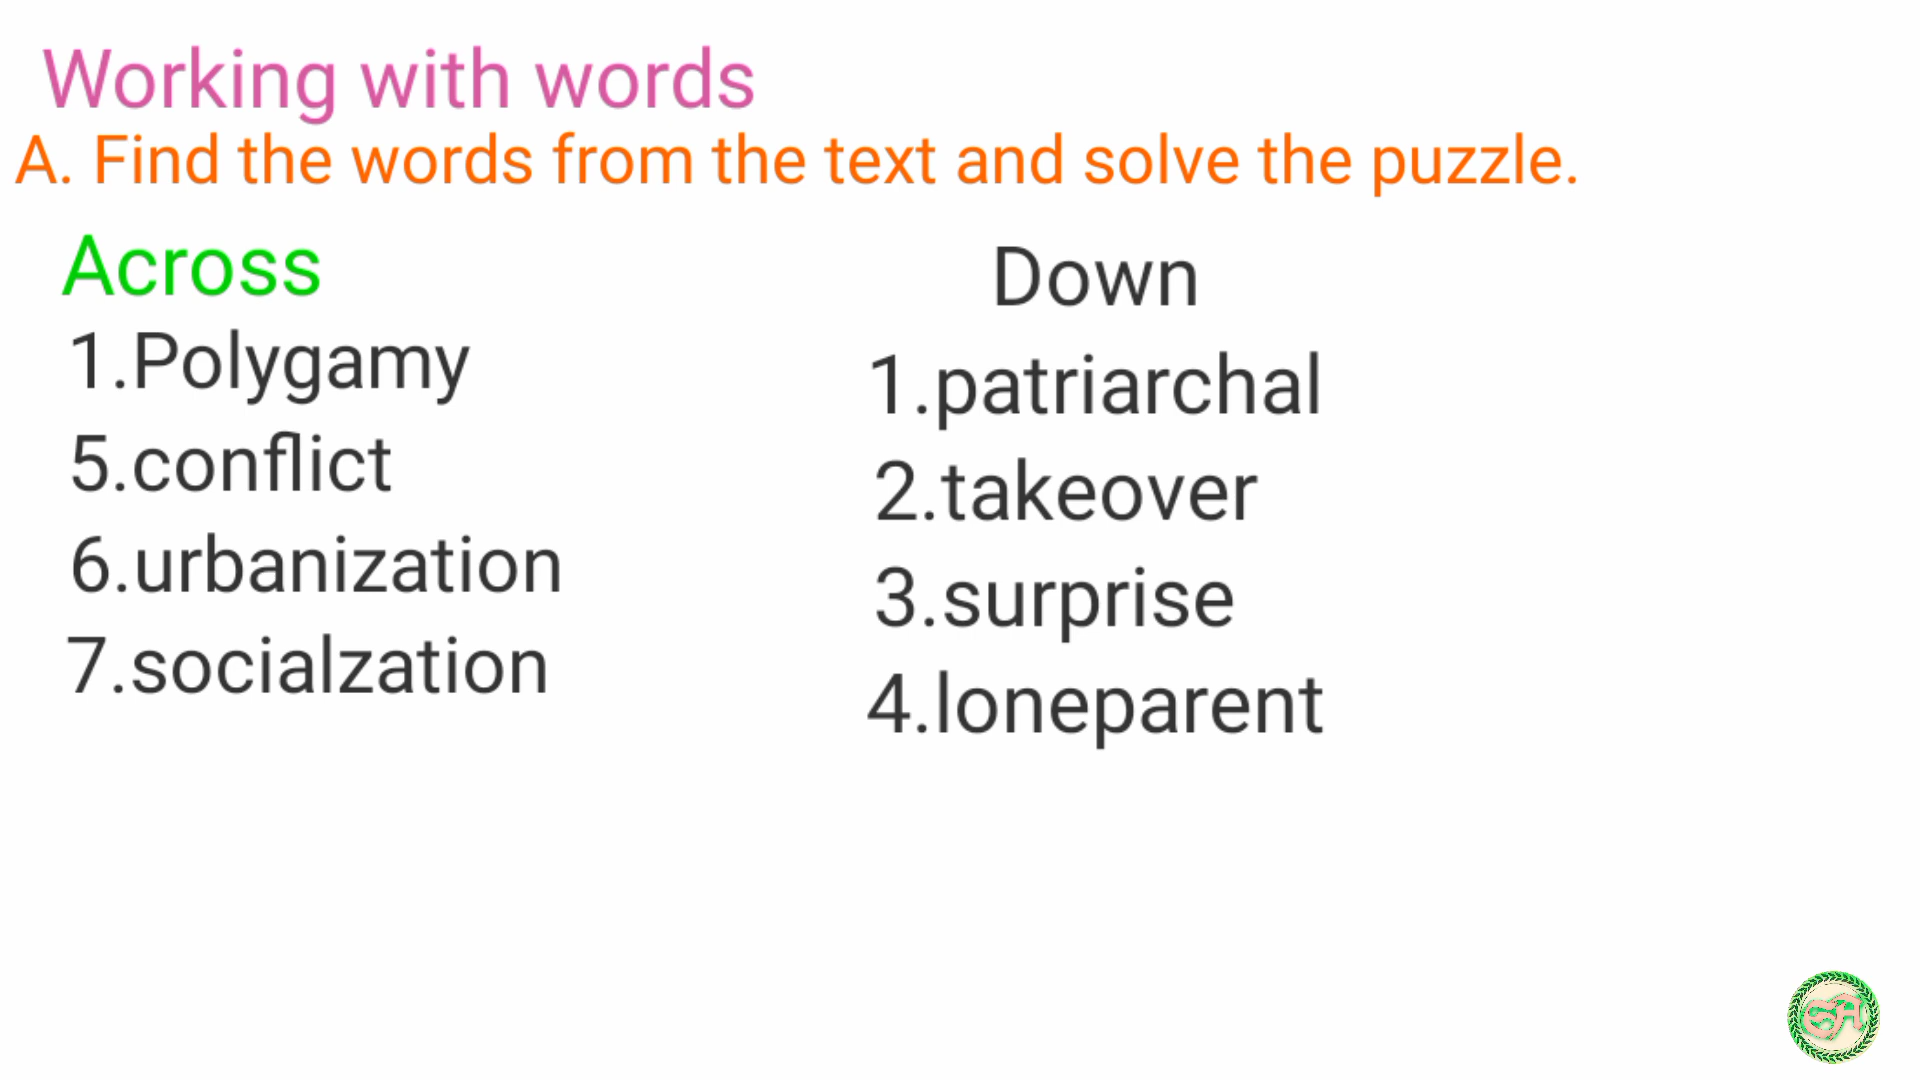 Working with words
A. Find the words from the text and solve the puzzle.
Across
1.Polygamy
5.conflict
6.urbanization
7.socialzation
Down
1.patriarchal
2.takeover
3.surprise
4.loneparent